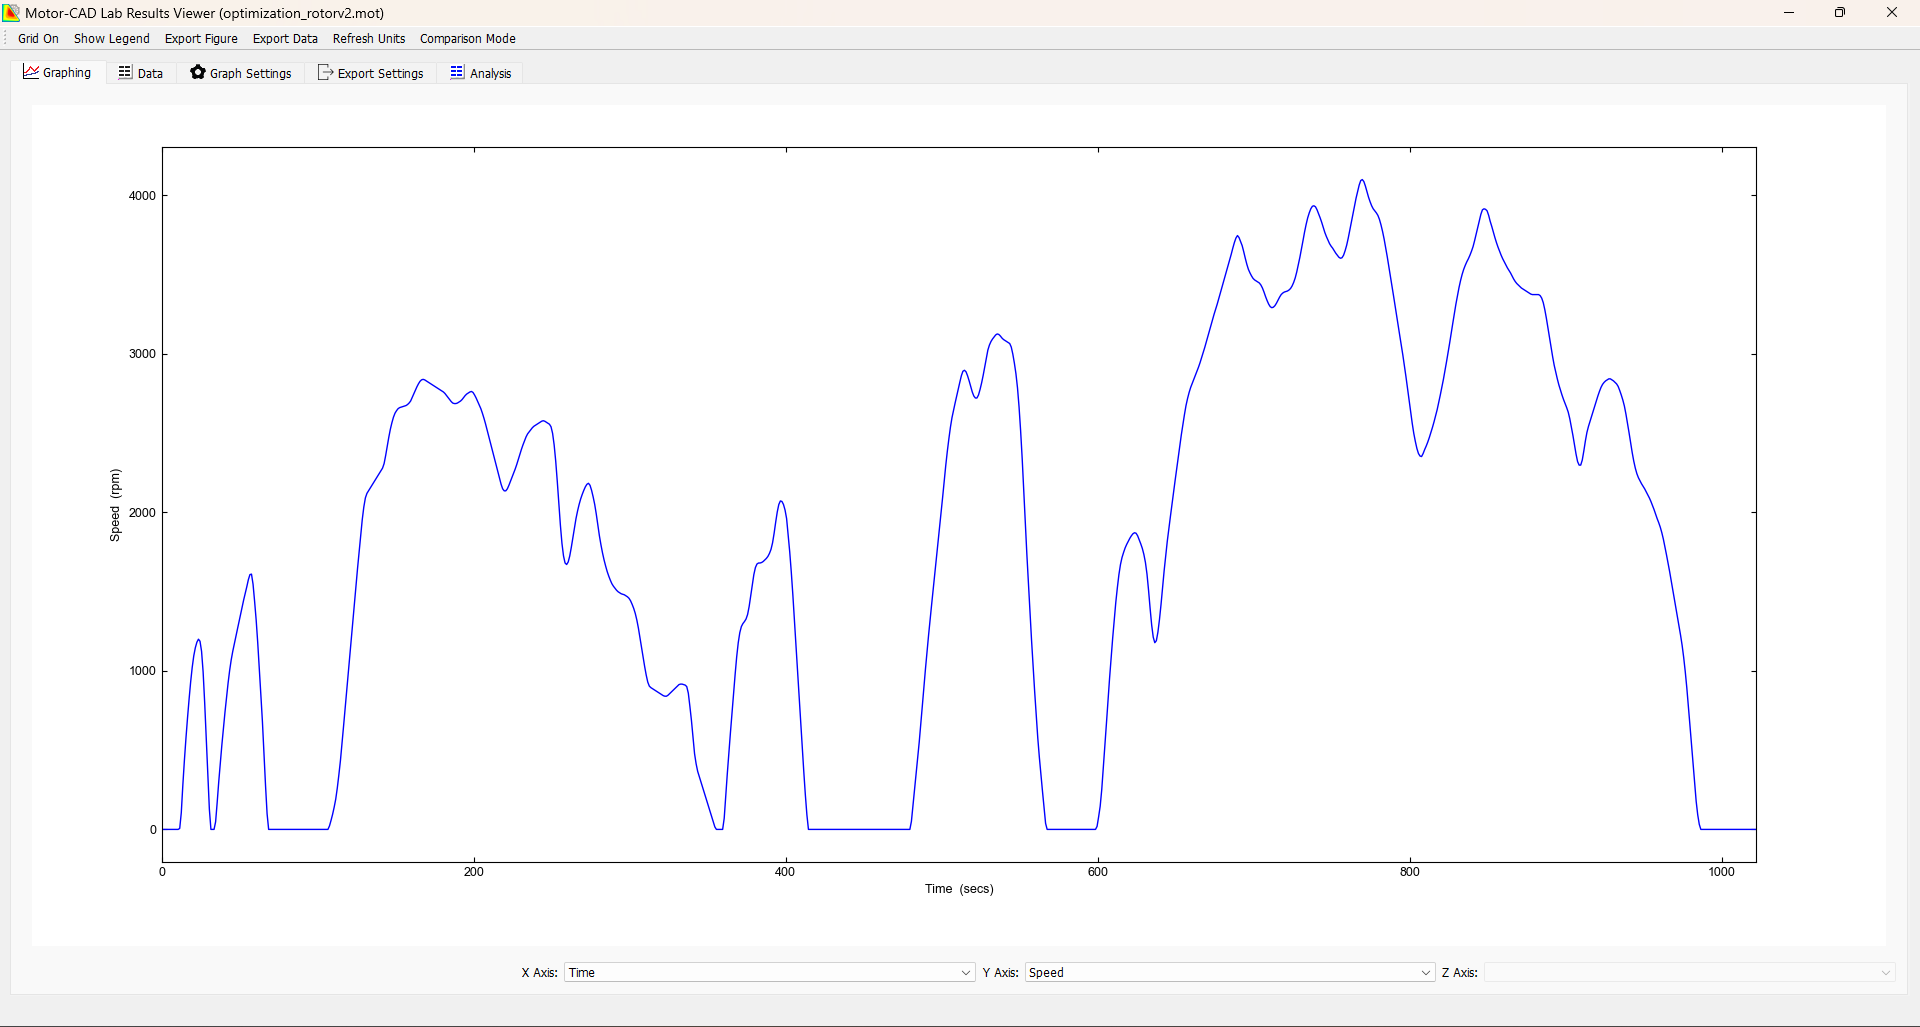 Motor-CAD Lab Results Viewer (optimization_rotorv2.mot)
Grid On Show Legend Export Figure Export Data Refresh Units Comparison Mode
Graphing Data Graph Settings Export Settings Analysis
4000
3000
2000
1000
0
Speed (rpm)
0 200 400 600 800 1000
Time (secs)
X Axis: Time Y Axis: Speed Z Axis: